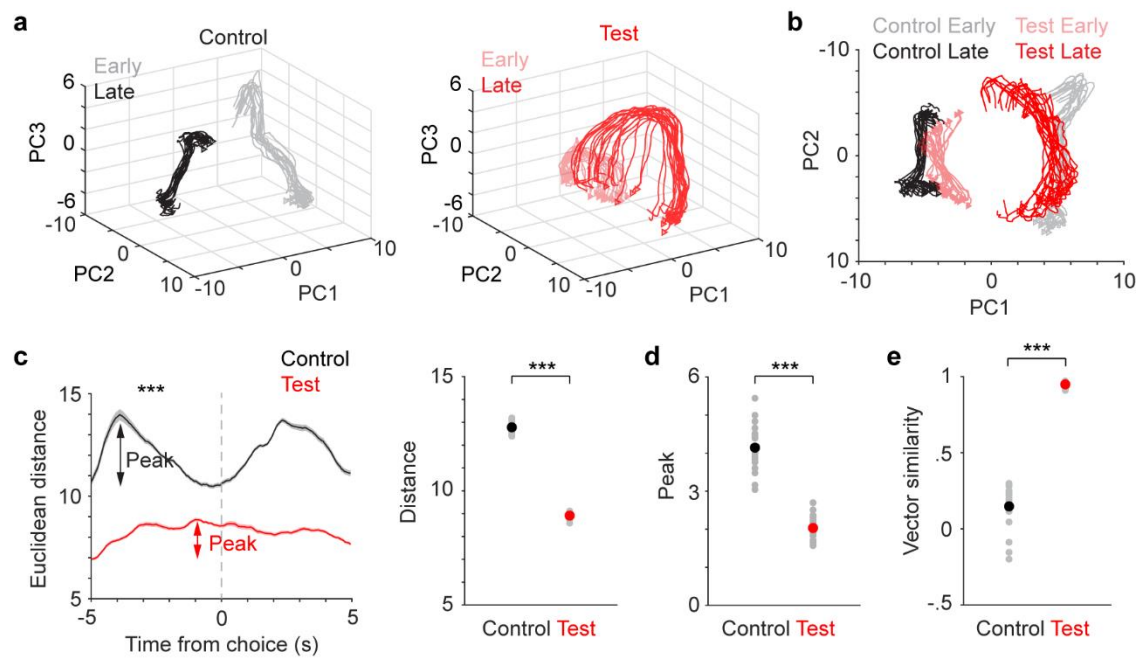 a
Control
Early
Late
PC3
6
0
-6
-10
0
10
PC2
-10
0
10
PC1
Test
Early
Late
PC3
6
0
-6
-10
0
10
PC2
-10
0
10
PC1
b
Control Early Test Early
Control Late Test Late
-10
PC2
0
10
-10 0 10
PC1
c
Control
Test
15
***
Peak
10
Peak
5
Euclidean distance
-5 0 5
Time from choice (s)
15
***
10
5
Distance
Control Test
d
6
***
Peak
3
0
Control Test
e
1
***
Vector similarity
.5
0
-.5
Control Test